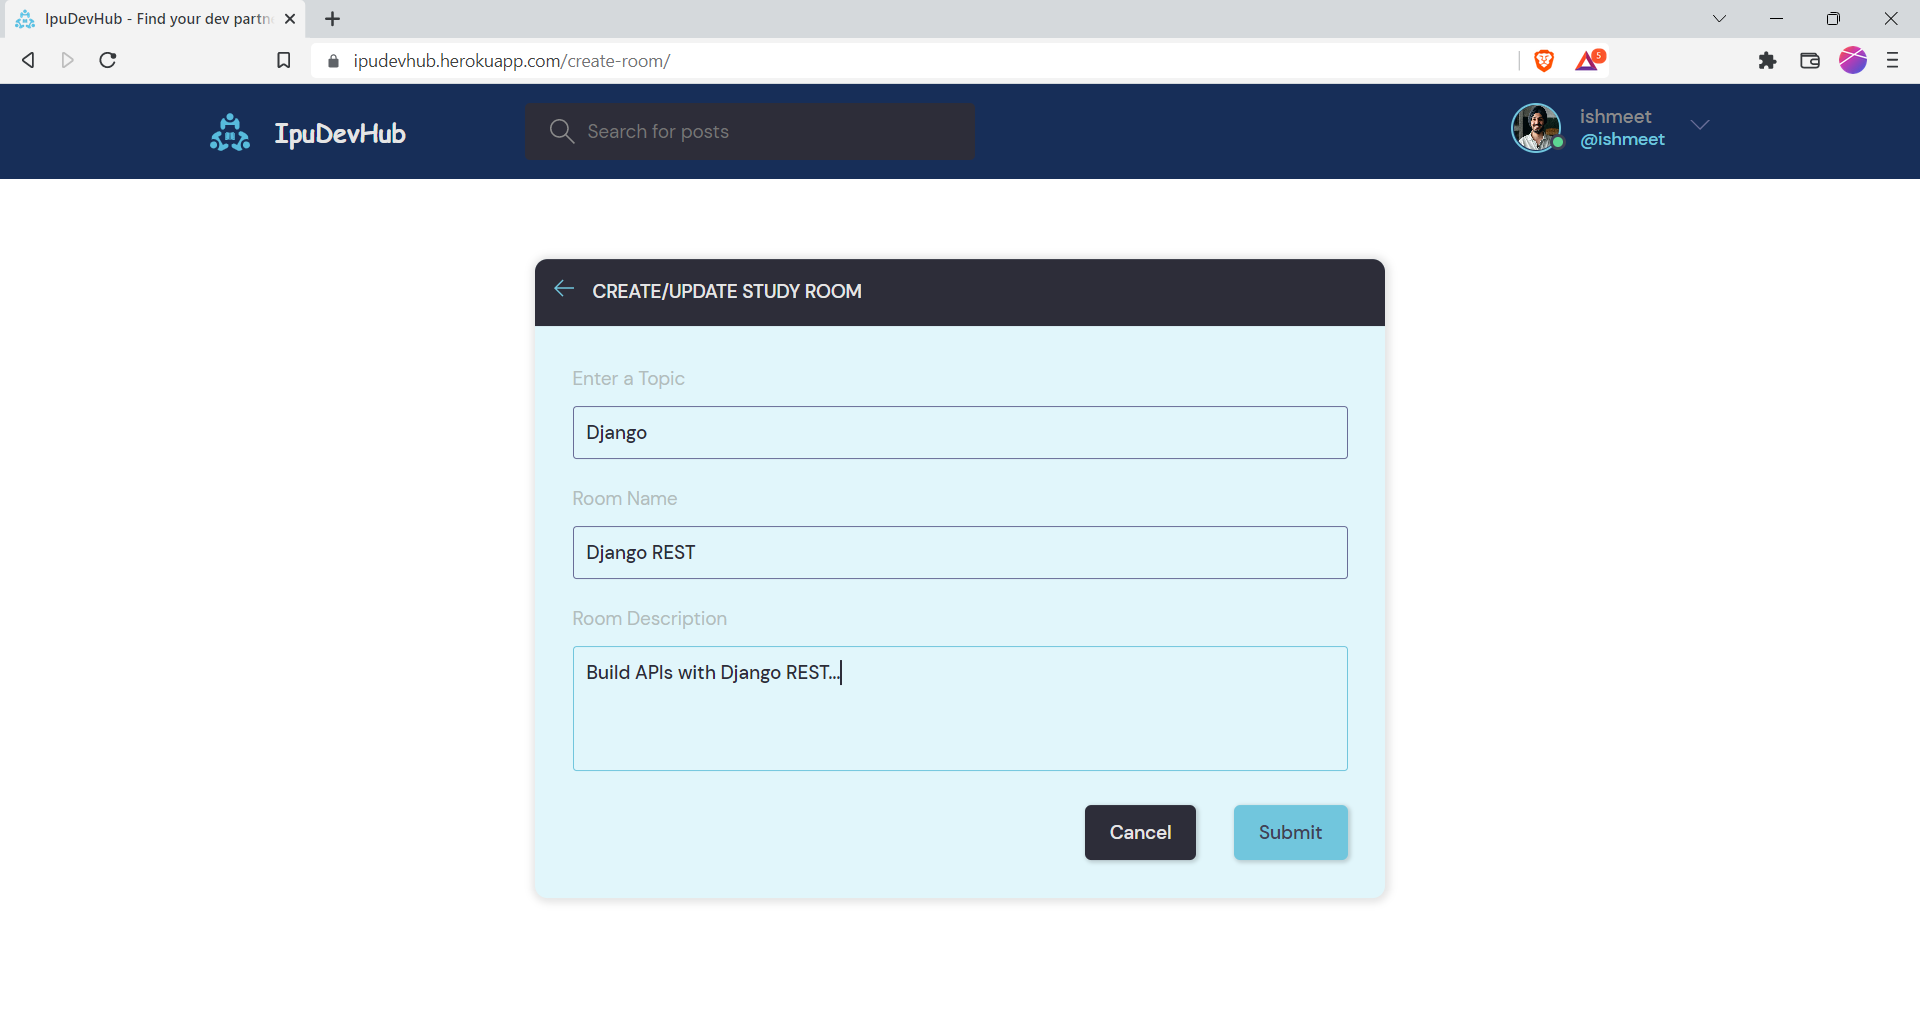 IpuDevHub - Find your dev partn
ipudevhub.herokuapp.com/create-room/
5
IpuDevHub
Search for posts
ishmeet
@ishmeet
CREATE/UPDATE STUDY ROOM
Enter a Topic
Django
Room Name
Django REST
Room Description
Build APIs with Django REST...
Cancel
Submit